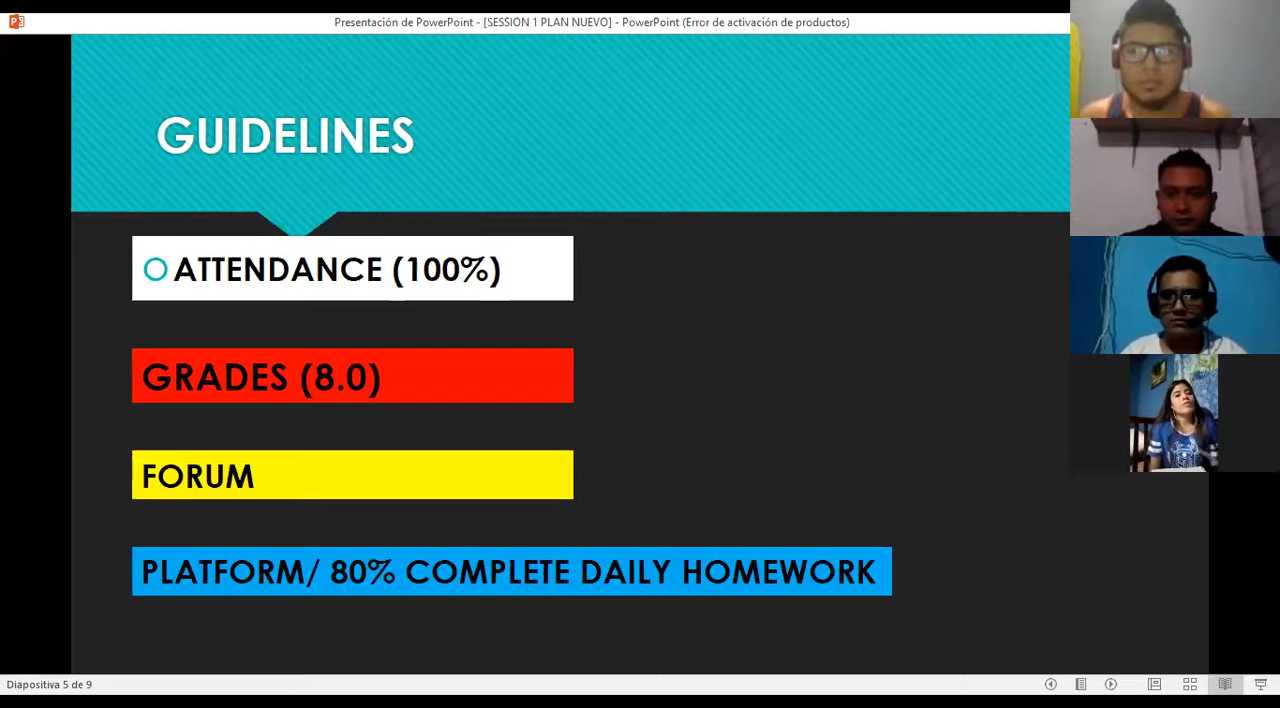 Presentación de PowerPoint - [SESSION 1 PLAN NUEVO] - PowerPoint (Error de activación de productos)
GUIDELINES
ATTENDANCE (100%)
GRADES (8.0)
FORUM
PLATFORM/ 80% COMPLETE DAILY HOMEWORK
Diapositiva 5 de 9